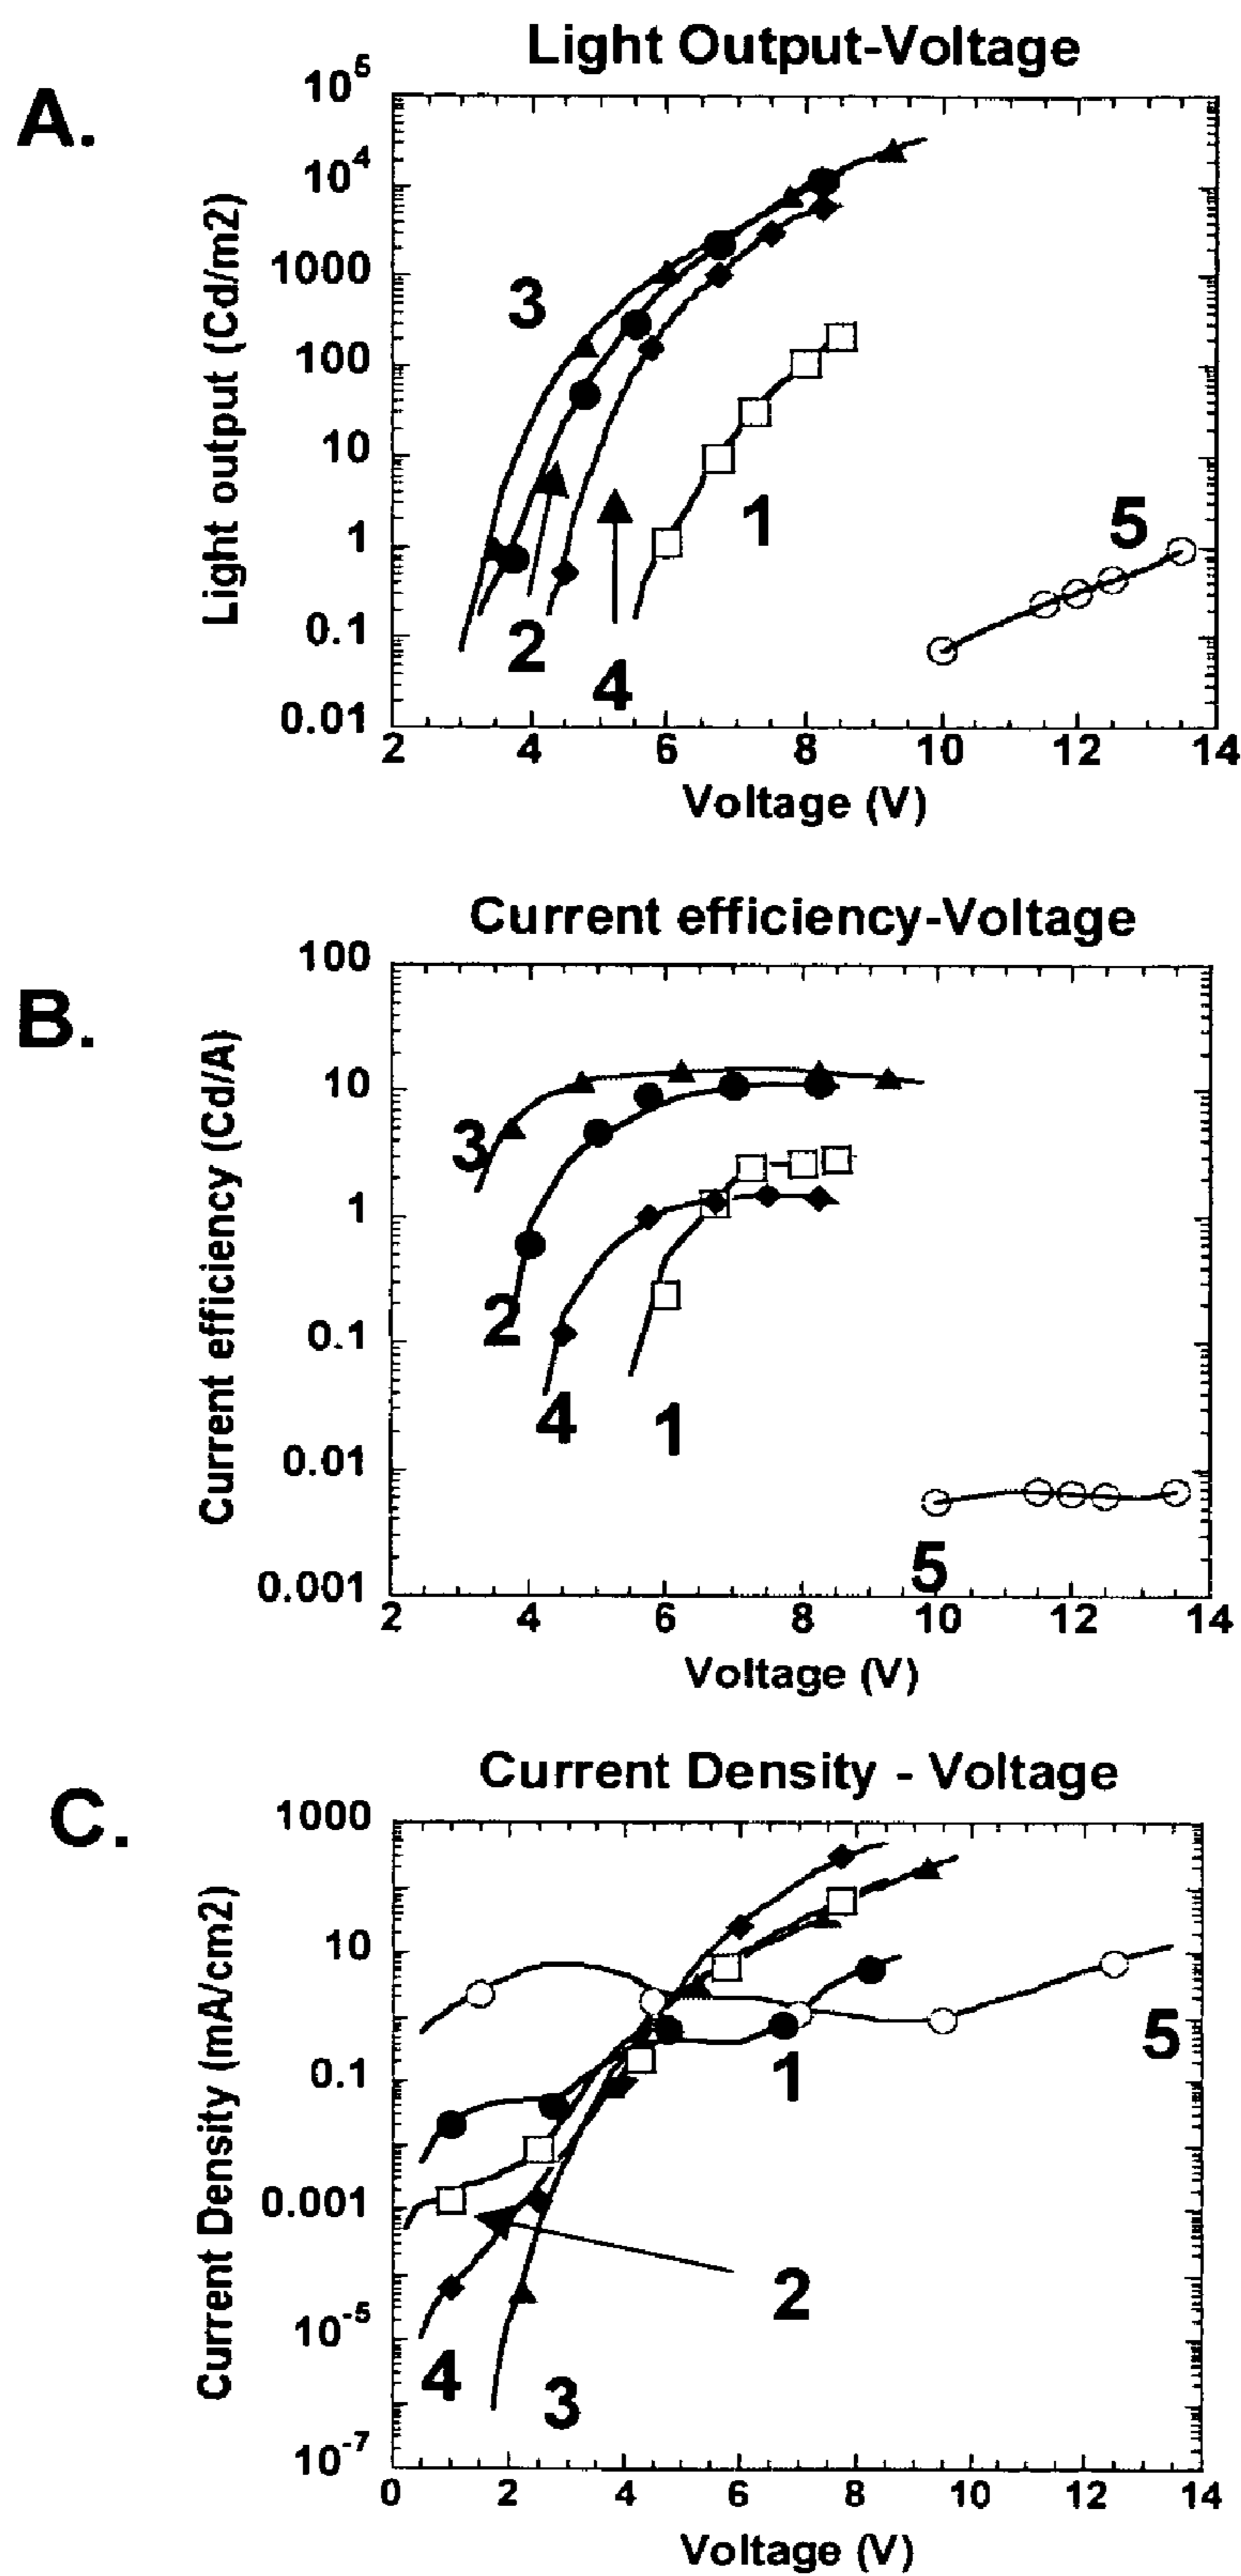 A.
Light Output-Voltage
Light output (Cd/m2)
10^5
10^4
1000
100
10
1
0.1
0.01
3
2
4
1
5
2 4 6 8 10 12 14
Voltage (V)
B.
Current efficiency-Voltage
Current efficiency (Cd/A)
100
10
1
0.1
0.01
0.001
3
2
4
1
5
2 4 6 8 10 12 14
Voltage (V)
C.
Current Density - Voltage
Current Density (mA/cm2)
1000
10
0.1
0.001
10^-5
10^-7
5
1
2
4
3
0 2 4 6 8 10 12 14
Voltage (V)